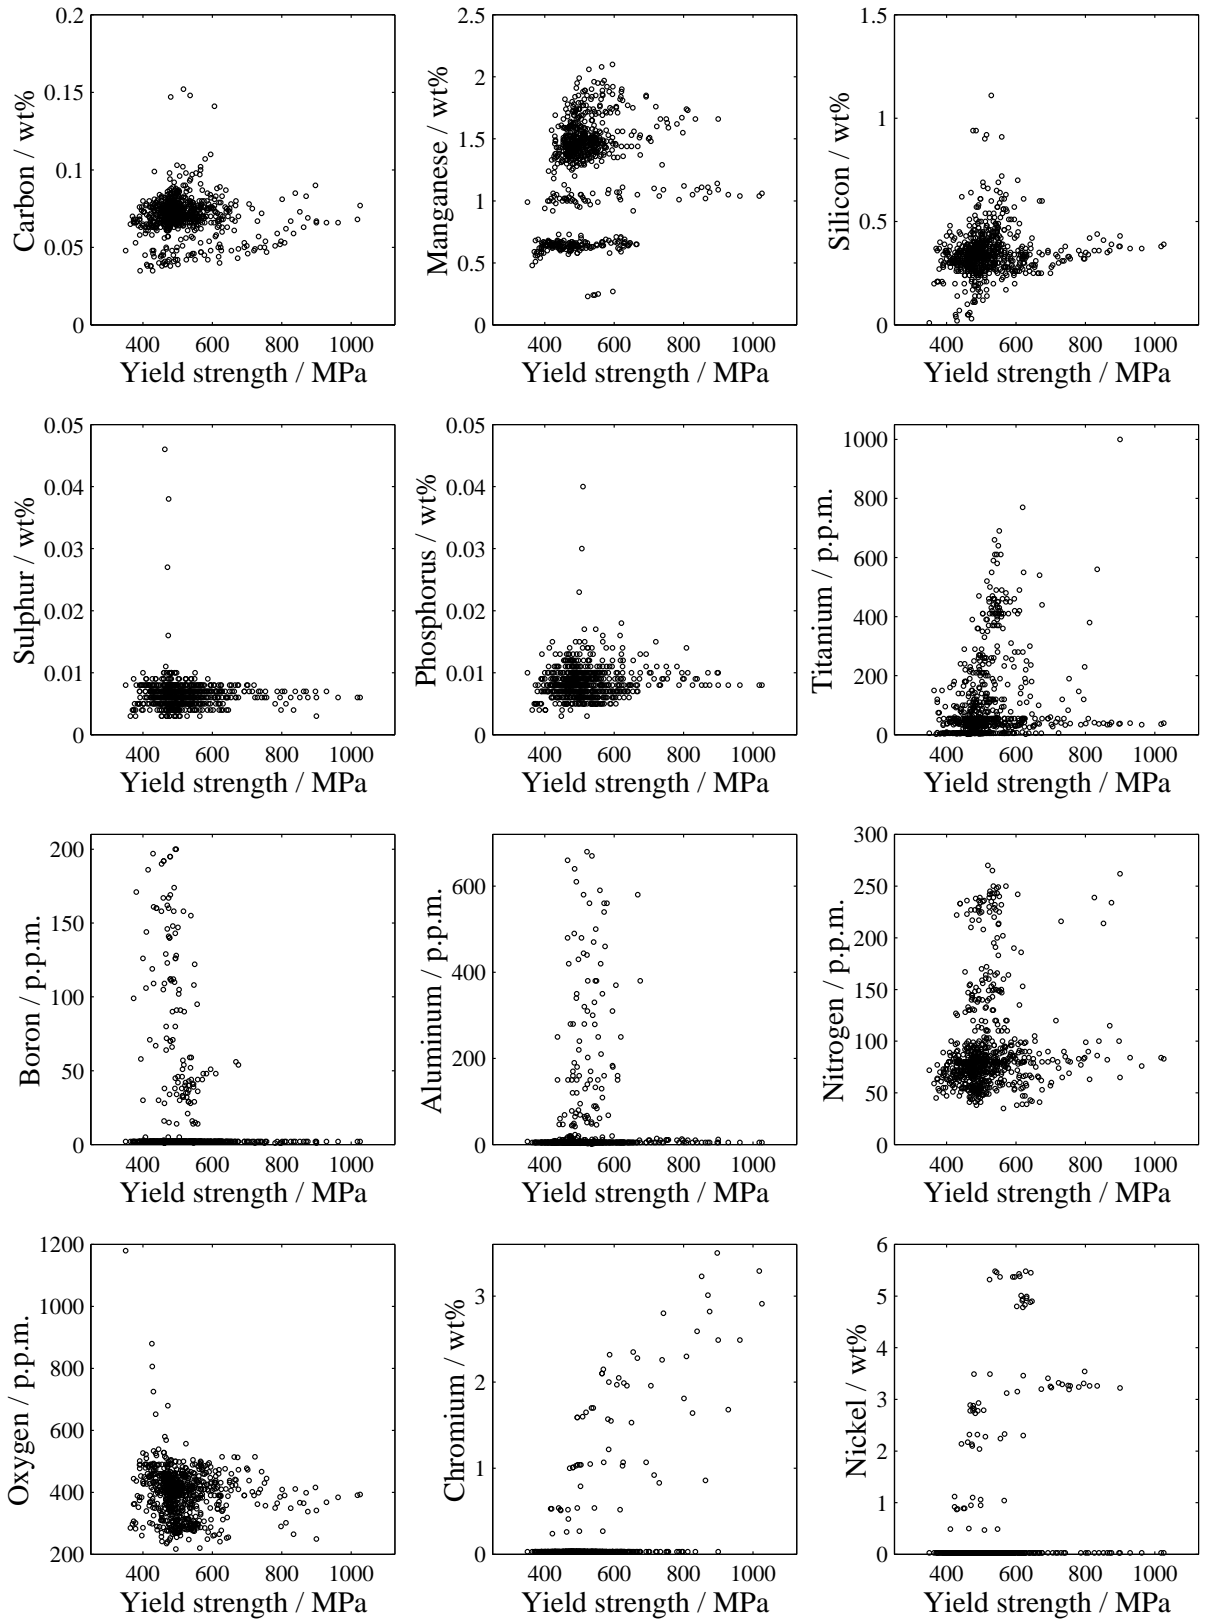 0.2
0.15
0.1
0.05
0
Carbon / wt%
400 600 800 1000
Yield strength / MPa
2.5
2
1.5
1
0.5
0
Manganese / wt%
400 600 800 1000
Yield strength / MPa
1.5
1
0.5
0
Silicon / wt%
400 600 800 1000
Yield strength / MPa
0.05
0.04
0.03
0.02
0.01
0
Sulphur / wt%
400 600 800 1000
Yield strength / MPa
0.05
0.04
0.03
0.02
0.01
0
Phosphorus / wt%
400 600 800 1000
Yield strength / MPa
1000
800
600
400
200
0
Titanium / p.p.m.
400 600 800 1000
Yield strength / MPa
200
150
100
50
0
Boron / p.p.m.
400 600 800 1000
Yield strength / MPa
600
400
200
0
Aluminum / p.p.m.
400 600 800 1000
Yield strength / MPa
300
250
200
150
100
50
0
Nitrogen / p.p.m.
400 600 800 1000
Yield strength / MPa
1200
1000
800
600
400
200
Oxygen / p.p.m.
400 600 800 1000
Yield strength / MPa
3
2
1
0
Chromium / wt%
400 600 800 1000
Yield strength / MPa
6
5
4
3
2
1
0
Nickel / wt%
400 600 800 1000
Yield strength / MPa